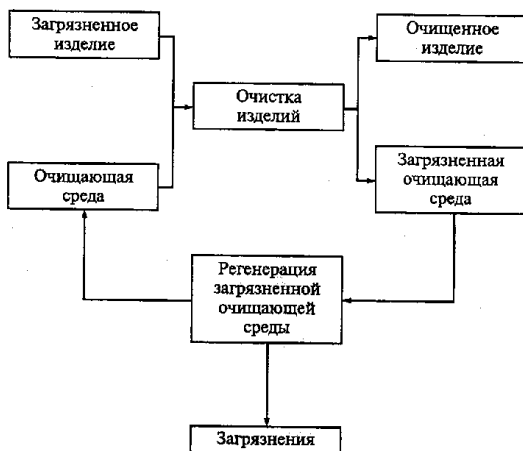 Загрязненное
изделие
Очищенное
изделие
Очистка
изделий
Очищающая
среда
Загрязненная
очищающая
среда
Регенерация
загрязненной
очищающей
среды
Загрязнения